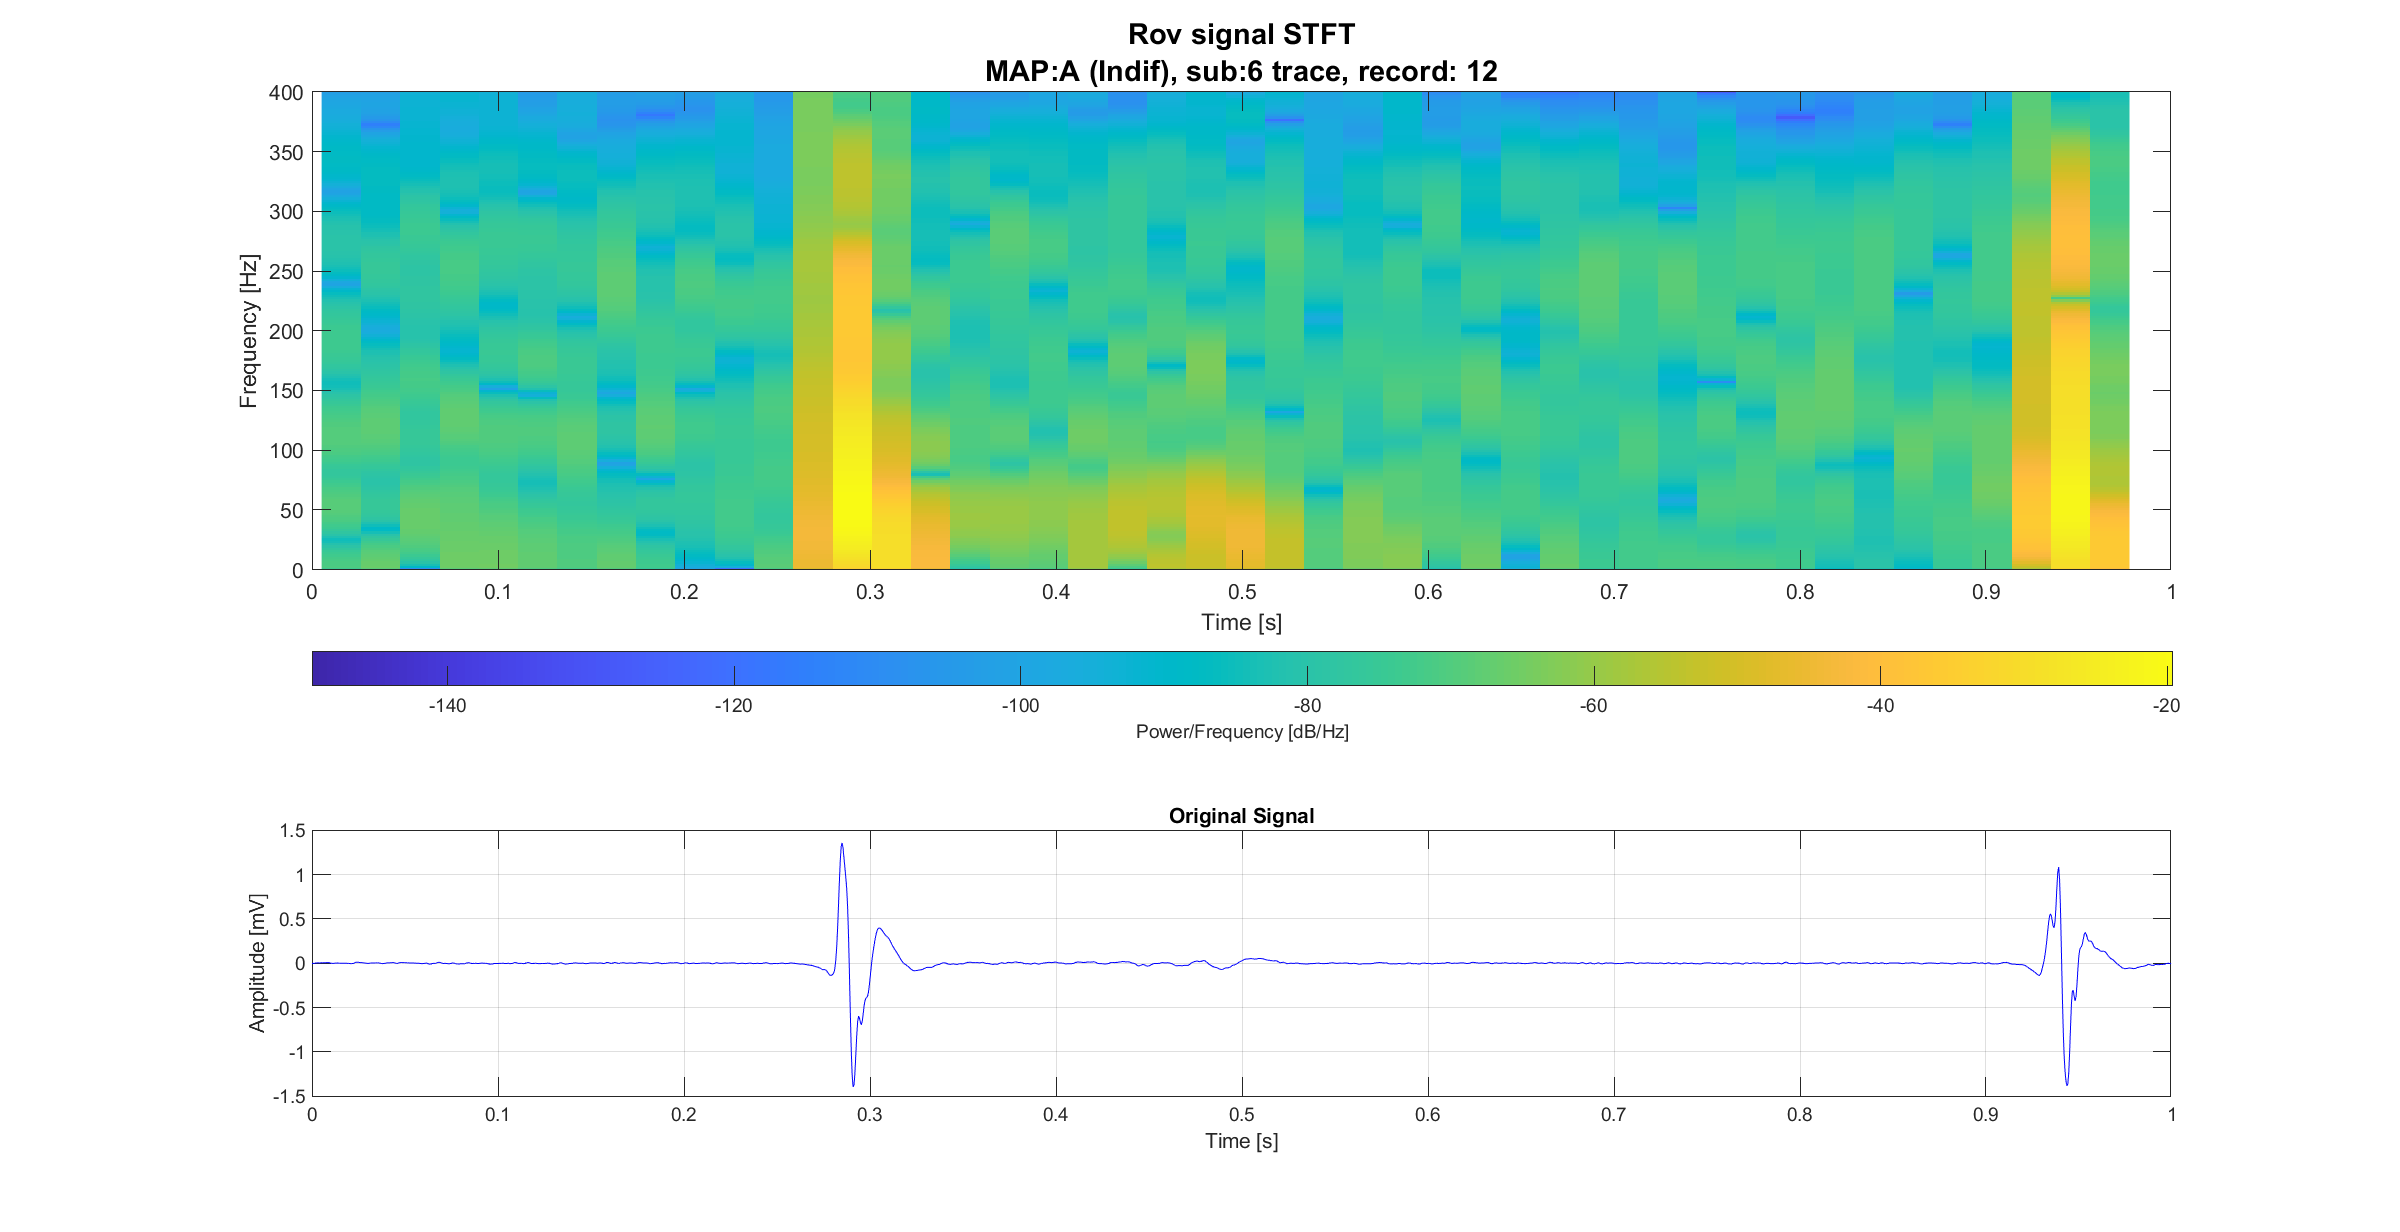 Rov signal STFT
MAP:A (Indif), sub:6 trace, record: 12
400
350
300
250
200
150
100
50
0
Frequency [Hz]
0 0.1 0.2 0.3 0.4 0.5 0.6 0.7 0.8 0.9 1
Time [s]
-140 -120 -100 -80 -60 -40 -20
Power/Frequency [dB/Hz]
Original Signal
1.5
1
0.5
0
-0.5
-1
-1.5
Amplitude [mV]
0 0.1 0.2 0.3 0.4 0.5 0.6 0.7 0.8 0.9 1
Time [s]